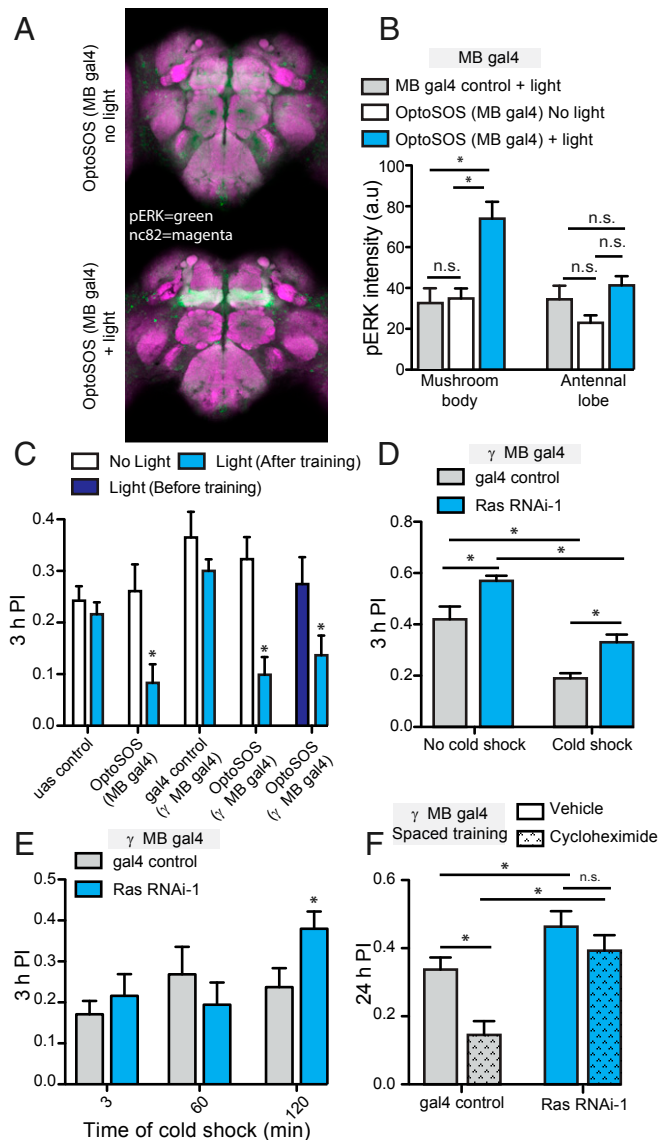 A
OptoSOS (MB gal4)
no light
pERK=green
nc82=magenta
OptoSOS (MB gal4)
+ light
B
MB gal4
MB gal4 control + light
OptoSOS (MB gal4) No light
OptoSOS (MB gal4) + light
pERK intensity (a.u)
100
80
60
40
20
0
*
*
n.s.
n.s.
n.s.
n.s.
Mushroom
body
Antennal
lobe
C
No Light
Light (After training)
Light (Before training)
3 h PI
0.4
0.3
0.2
0.1
0.0
*
*
*
uas control
OptoSOS
(MB gal4)
gal4 control
(γ MB gal4)
OptoSOS
(γ MB gal4)
OptoSOS
(γ MB gal4)
D
γ MB gal4
gal4 control
Ras RNAi-1
3 h PI
0.6
0.4
0.2
0.0
*
*
*
*
No cold shock
Cold shock
E
γ MB gal4
gal4 control
Ras RNAi-1
3 h PI
0.5
0.4
0.3
0.2
0.1
0.0
*
3
60
120
Time of cold shock (min)
F
γ MB gal4
Spaced training
Vehicle
Cycloheximide
24 h PI
0.6
0.4
0.2
0.0
*
n.s.
*
*
gal4 control
Ras RNAi-1